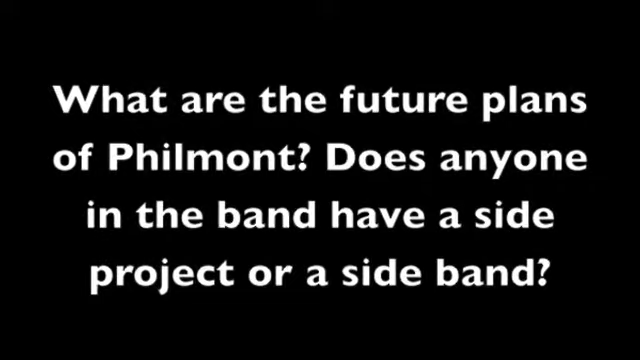 What are the future plans
of Philmont? Does anyone
in the band have a side
project or a side band?